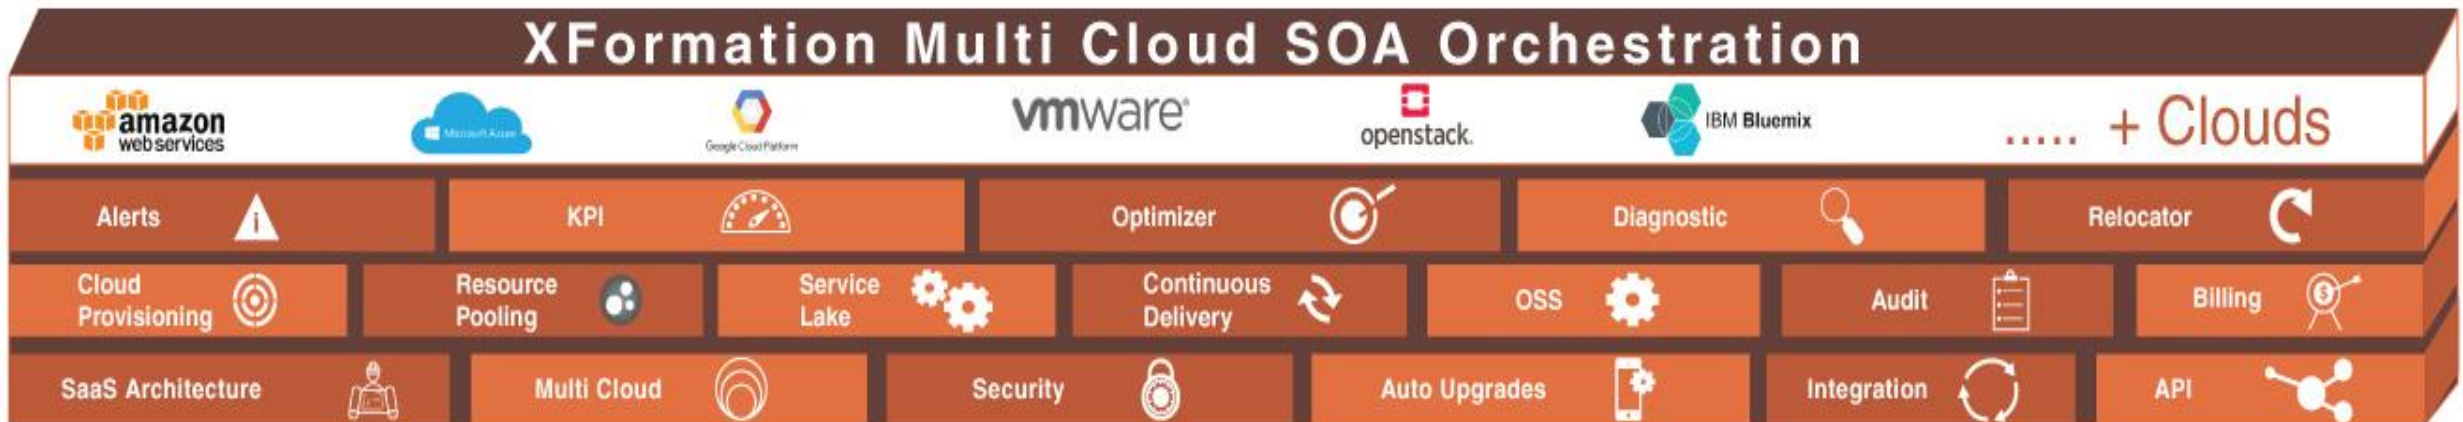 XFormation Multi Cloud SOA Orchestration
amazon
web services
Microsoft Azure
Google Cloud Platform
vmware®
openstack.
IBM Bluemix
..... + Clouds
Alerts
KPI
Optimizer
Diagnostic
Relocator
Cloud
Provisioning
Resource
Pooling
Service
Lake
Continuous
Delivery
OSS
Audit
Billing
SaaS Architecture
Multi Cloud
Security
Auto Upgrades
Integration
API